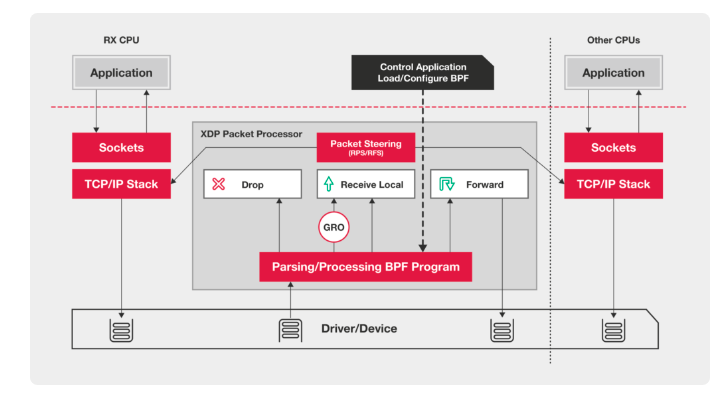 RX CPU
Other CPUs
Application
Control Application
Load/Configure BPF
Application
XDP Packet Processor
Sockets
Packet Steering
(RPS/RFS)
Sockets
TCP/IP Stack
Drop
Receive Local
Forward
TCP/IP Stack
GRO
Parsing/Processing BPF Program
Driver/Device